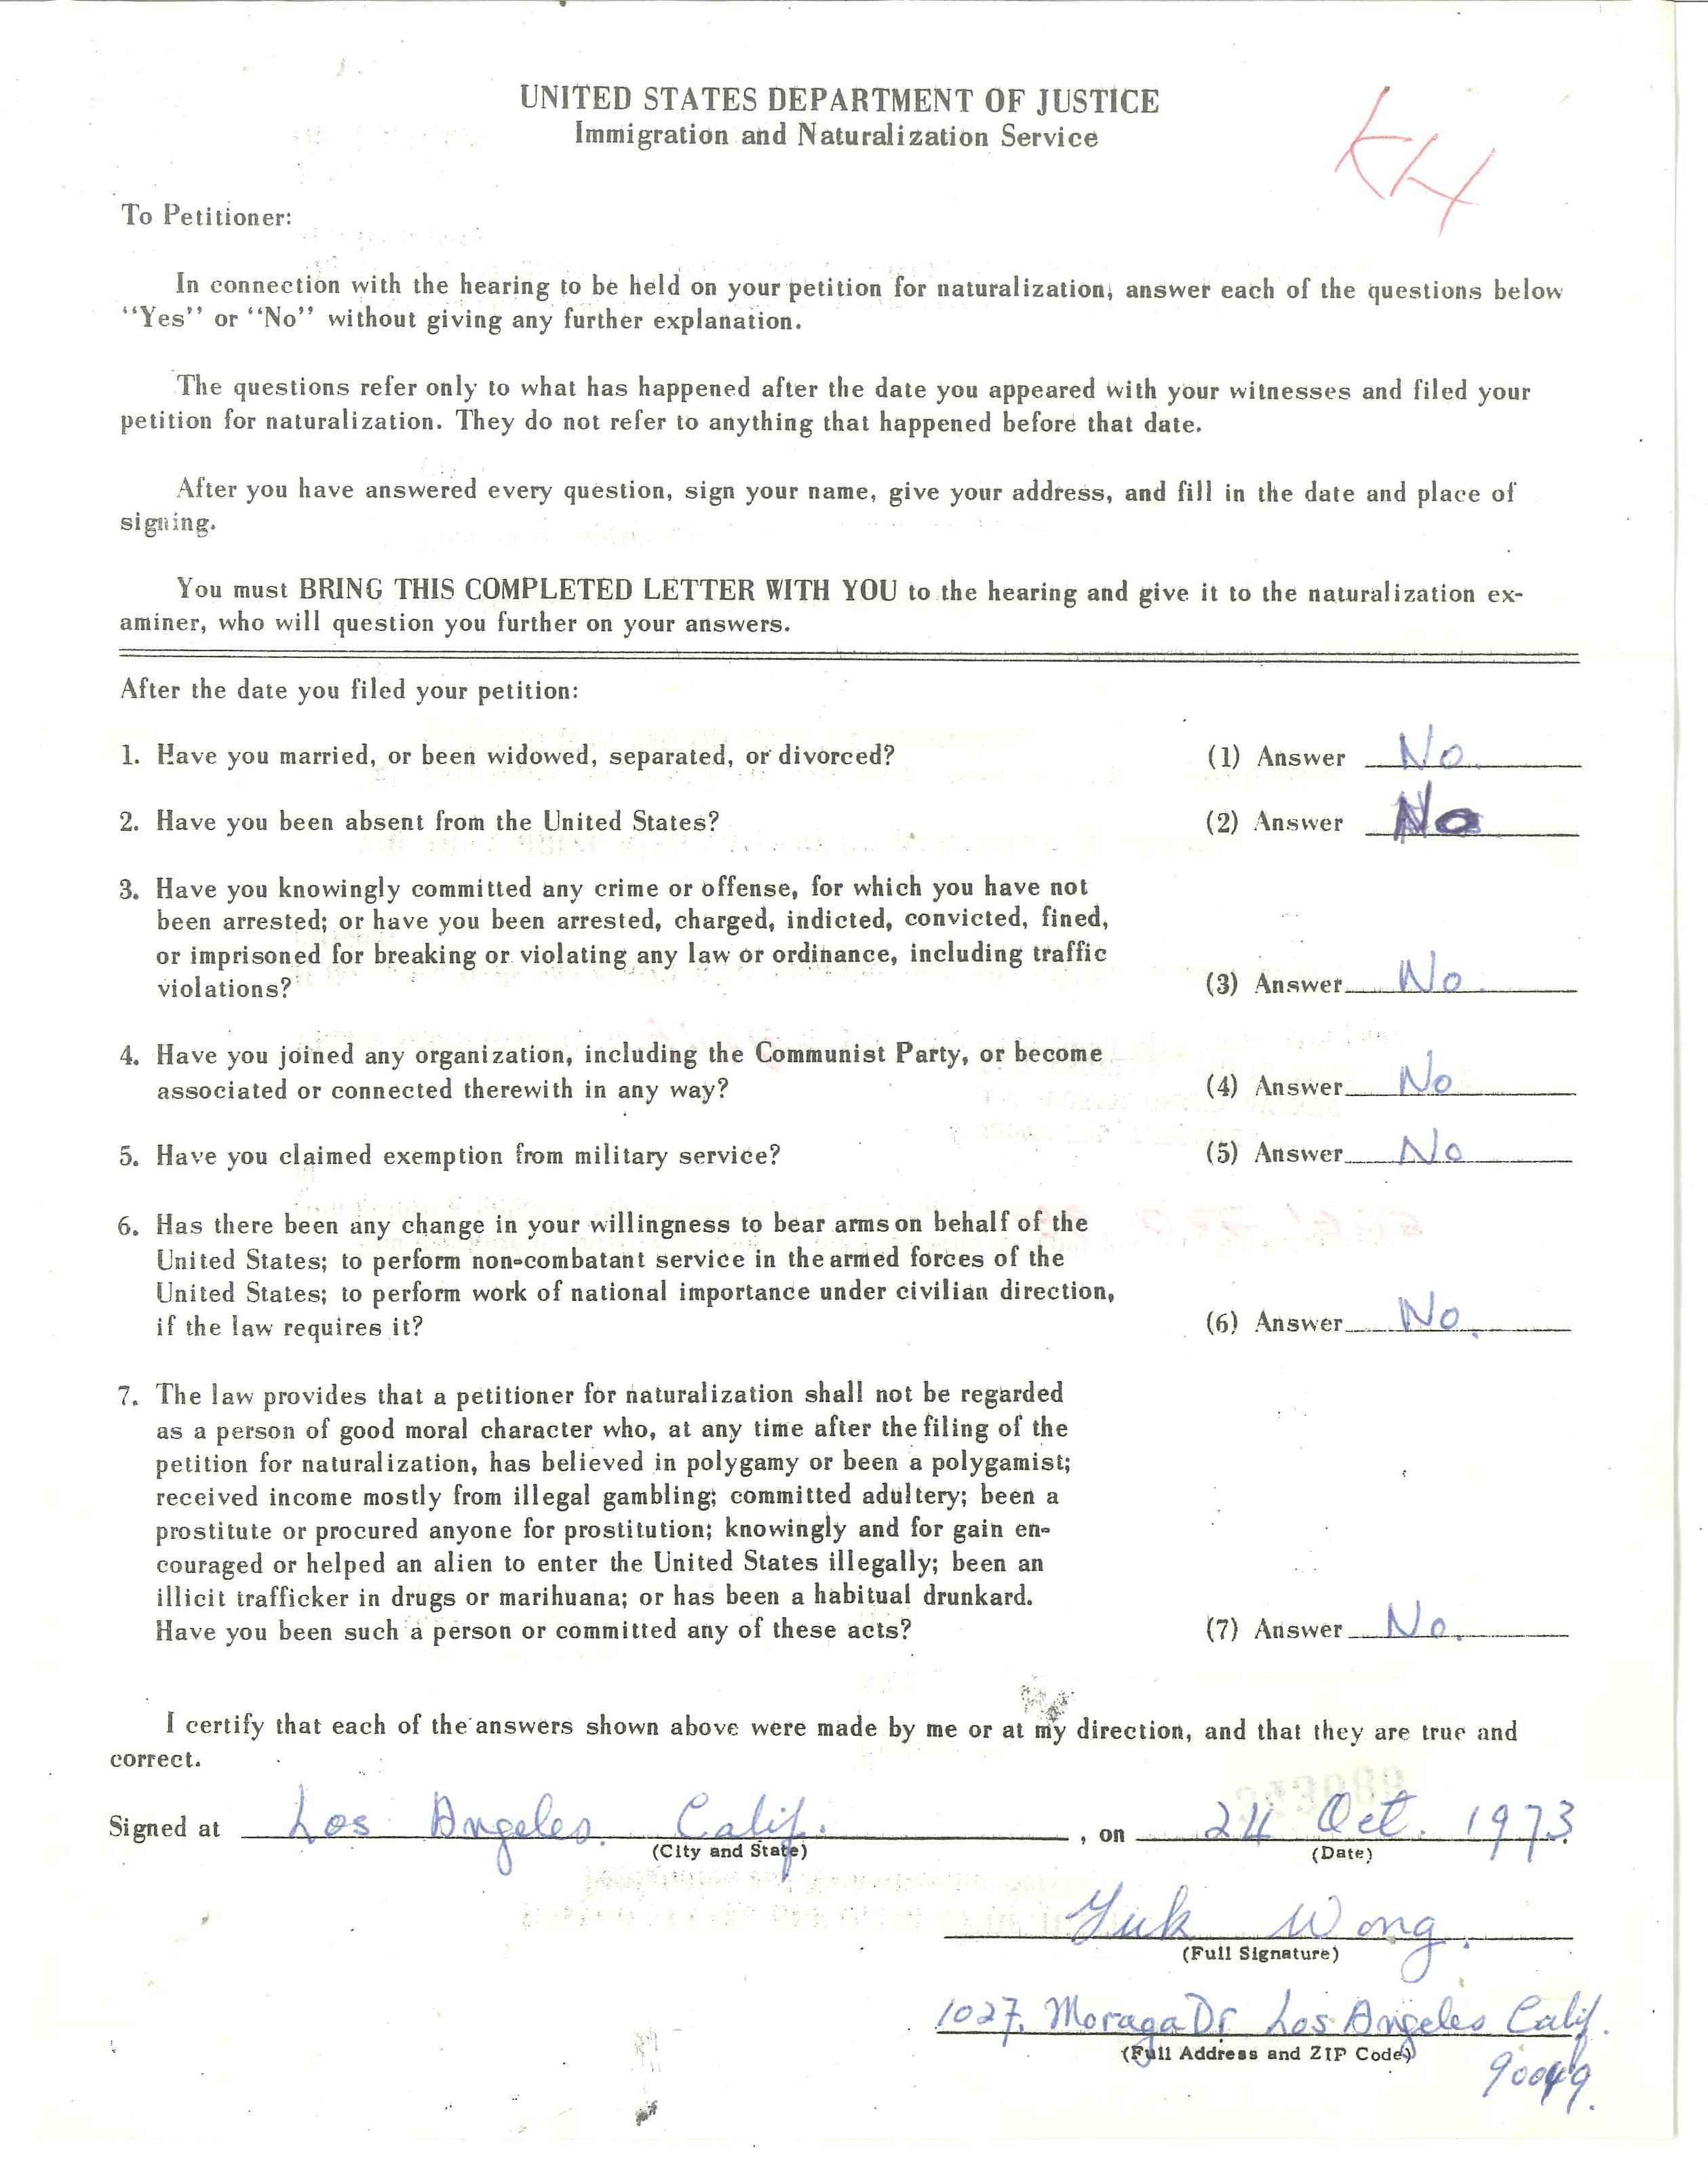 UNITED STATES DEPARTMENT OF JUSTICE
Immigration and Naturalization Service
KH
To Petitioner:
In connection with the hearing to be held on your petition for naturalization, answer each of the questions below
"Yes" or "No" without giving any further explanation.
The questions refer only to what has happened after the date you appeared with your witnesses and filed your
petition for naturalization. They do not refer to anything that happened before that date.
After you have answered every question, sign your name, give your address, and fill in the date and place of
signing.
You must BRING THIS COMPLETED LETTER WITH YOU to the hearing and give it to the naturalization ex-
aminer, who will question you further on your answers.
After the date you filed your petition:
1. Have you married, or been widowed, separated, or divorced? (1) Answer No
2. Have you been absent from the United States? (2) Answer No
3. Have you knowingly committed any crime or offense, for which you have not
been arrested; or have you been arrested, charged, indicted, convicted, fined,
or imprisoned for breaking or violating any law or ordinance, including traffic
violations? (3) Answer No.
4. Have you joined any organization, including the Communist Party, or become
associated or connected therewith in any way? (4) Answer No
5. Have you claimed exemption from military service? (5) Answer No
6. Has there been any change in your willingness to bear arms on behalf of the
United States; to perform non-combatant service in the armed forces of the
United States; to perform work of national importance under civilian direction,
if the law requires it? (6) Answer No.
7. The law provides that a petitioner for naturalization shall not be regarded
as a person of good moral character who, at any time after the filing of the
petition for naturalization, has believed in polygamy or been a polygamist;
received income mostly from illegal gambling; committed adultery; been a
prostitute or procured anyone for prostitution; knowingly and for gain en-
couraged or helped an alien to enter the United States illegally; been an
illicit trafficker in drugs or marihuana; or has been a habitual drunkard.
Have you been such a person or committed any of these acts? (7) Answer No.
I certify that each of the answers shown above were made by me or at my direction, and that they are true and
correct.
Signed at Los Angeles. Calif. , on 24 Oct. 1973
(City and State) (Date)
Yuk Wong.
(Full Signature)
1027. Moraga Dr Los Angeles Calif.
(Full Address and ZIP Code)
90049.